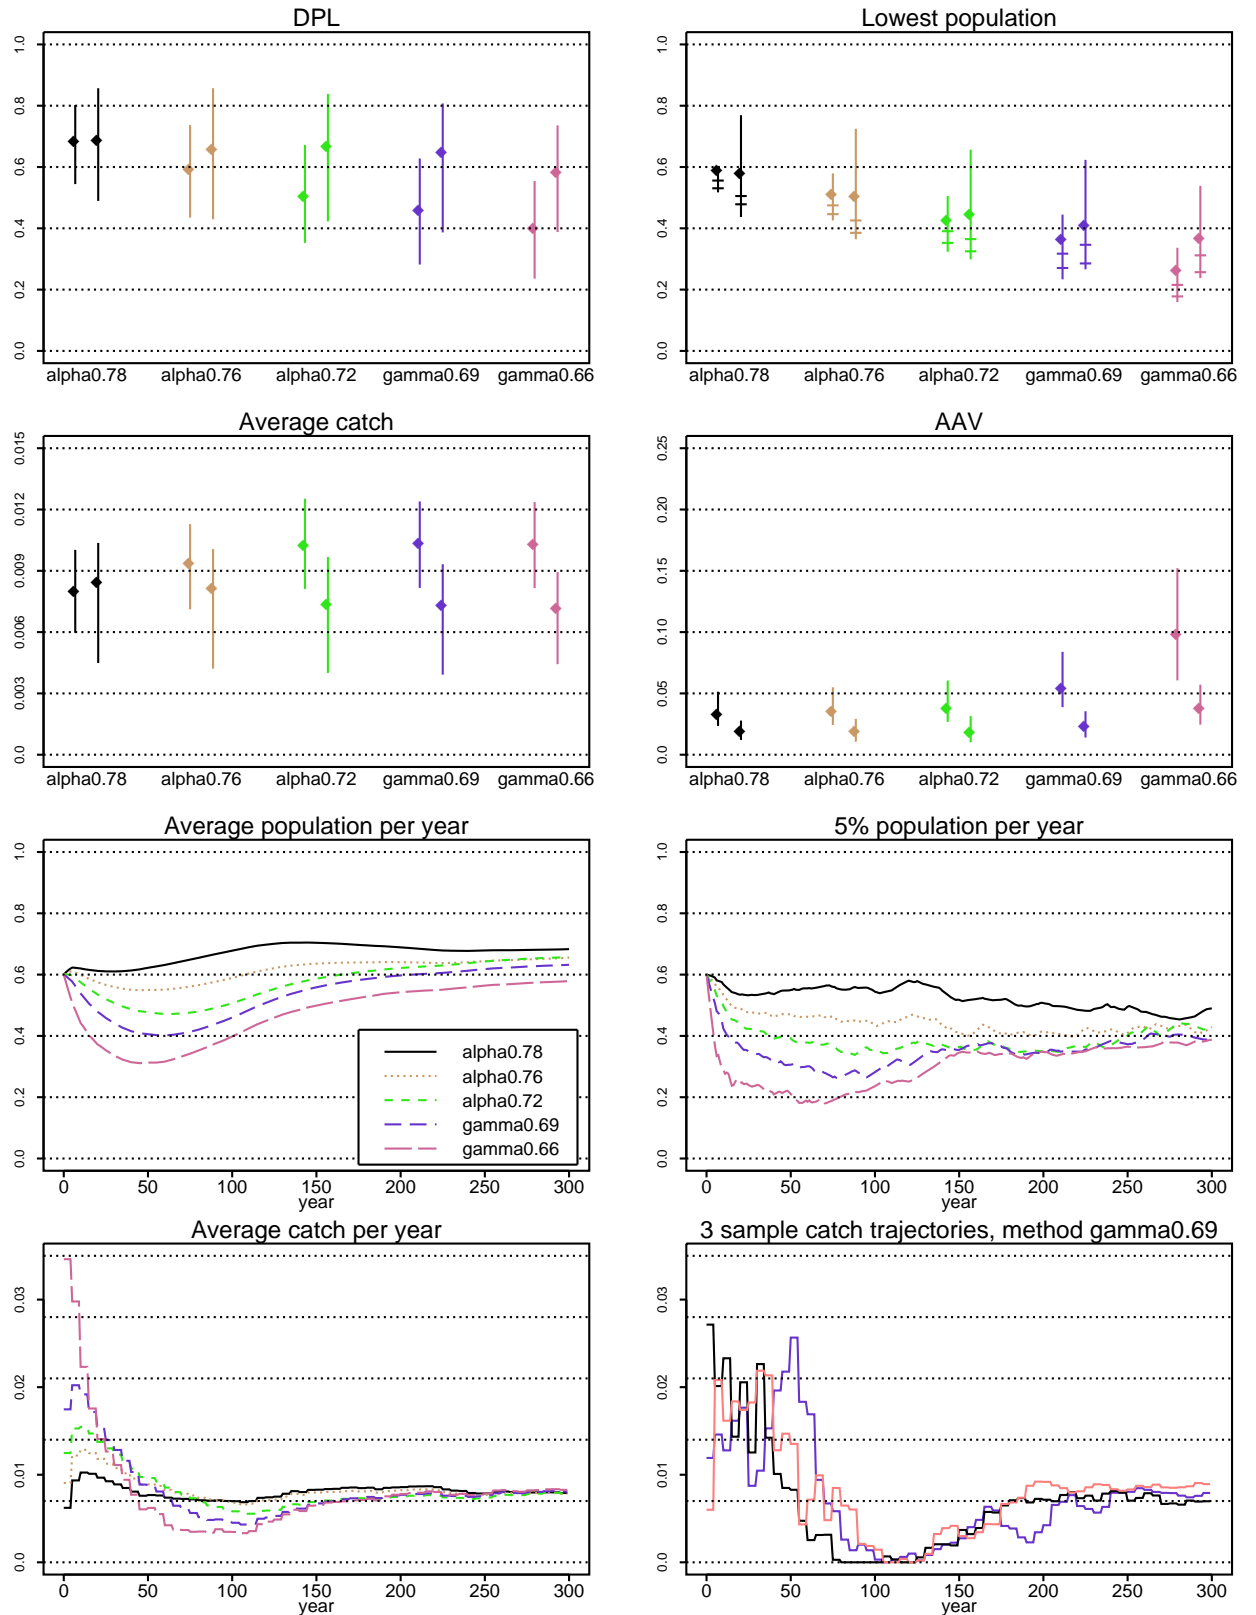 DPL
1.0
0.8
0.6
0.4
0.2
0.0
alpha0.78 alpha0.76 alpha0.72 gamma0.69 gamma0.66
Lowest population
1.0
0.8
0.6
0.4
0.2
0.0
alpha0.78 alpha0.76 alpha0.72 gamma0.69 gamma0.66
Average catch
0.015
0.012
0.009
0.006
0.003
0.0
alpha0.78 alpha0.76 alpha0.72 gamma0.69 gamma0.66
AAV
0.25
0.20
0.15
0.10
0.05
0.0
alpha0.78 alpha0.76 alpha0.72 gamma0.69 gamma0.66
Average population per year
1.0
0.8
0.6
0.4
0.2
0.0
alpha0.78
alpha0.76
alpha0.72
gamma0.69
gamma0.66
0 50 100 150 200 250 300
year
5% population per year
1.0
0.8
0.6
0.4
0.2
0.0
0 50 100 150 200 250 300
year
Average catch per year
0.03
0.02
0.01
0.0
0 50 100 150 200 250 300
year
3 sample catch trajectories, method gamma0.69
0.03
0.02
0.01
0.0
0 50 100 150 200 250 300
year